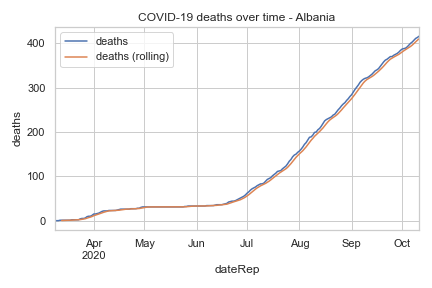 COVID-19 deaths over time - Albania
deaths
deaths (rolling)
400
300
200
100
0
deaths
Apr May Jun Jul Aug Sep Oct
2020
dateRep